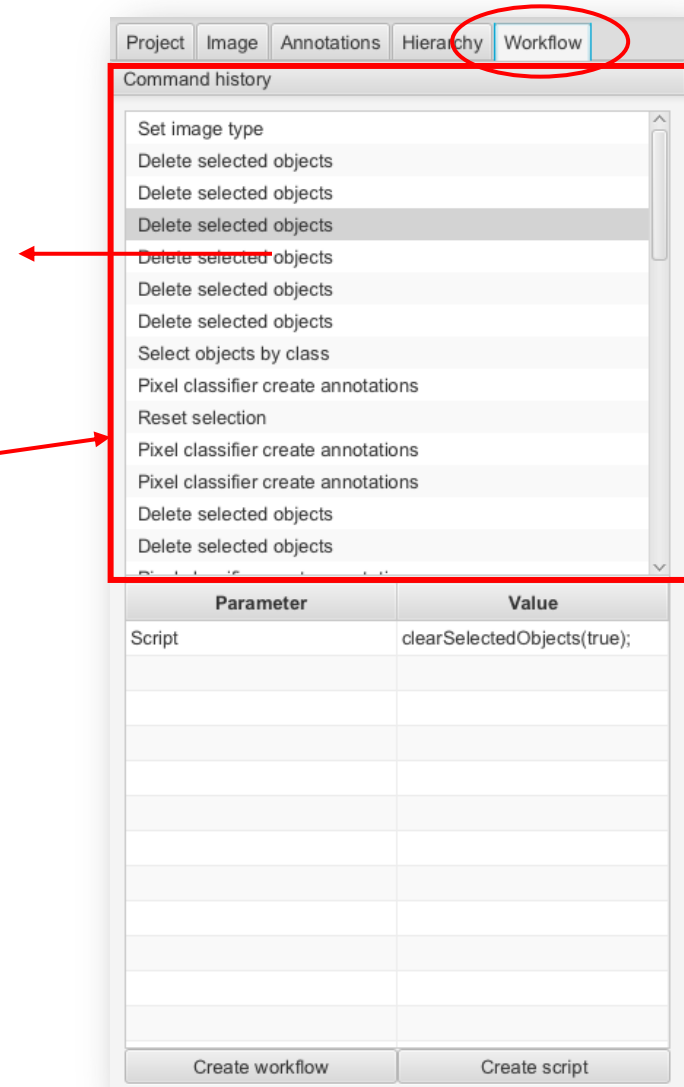 Project Image Annotations Hierarchy Workflow
Command history
Set image type
Delete selected objects
Delete selected objects
Delete selected objects
Delete selected objects
Delete selected objects
Delete selected objects
Select objects by class
Pixel classifier create annotations
Reset selection
Pixel classifier create annotations
Pixel classifier create annotations
Delete selected objects
Delete selected objects
Parameter Value
Script clearSelectedObjects(true);
Create workflow Create script